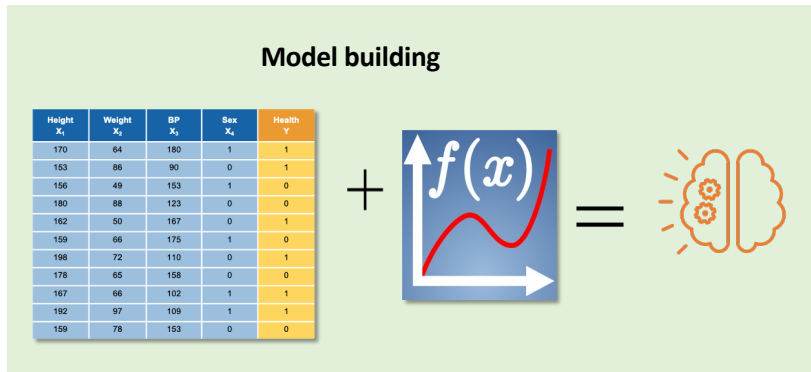 Model building
Height Weight BP Sex Health
X₁ X₂ X₃ X₄ Y
170 64 180 1 1
153 86 90 0 1
156 49 153 1 0
180 88 123 0 0
162 50 167 0 1
159 66 175 1 0
198 72 110 0 1
178 65 158 0 0
167 66 102 1 1
192 97 109 1 1
159 78 153 0 0
+
f(x)
=